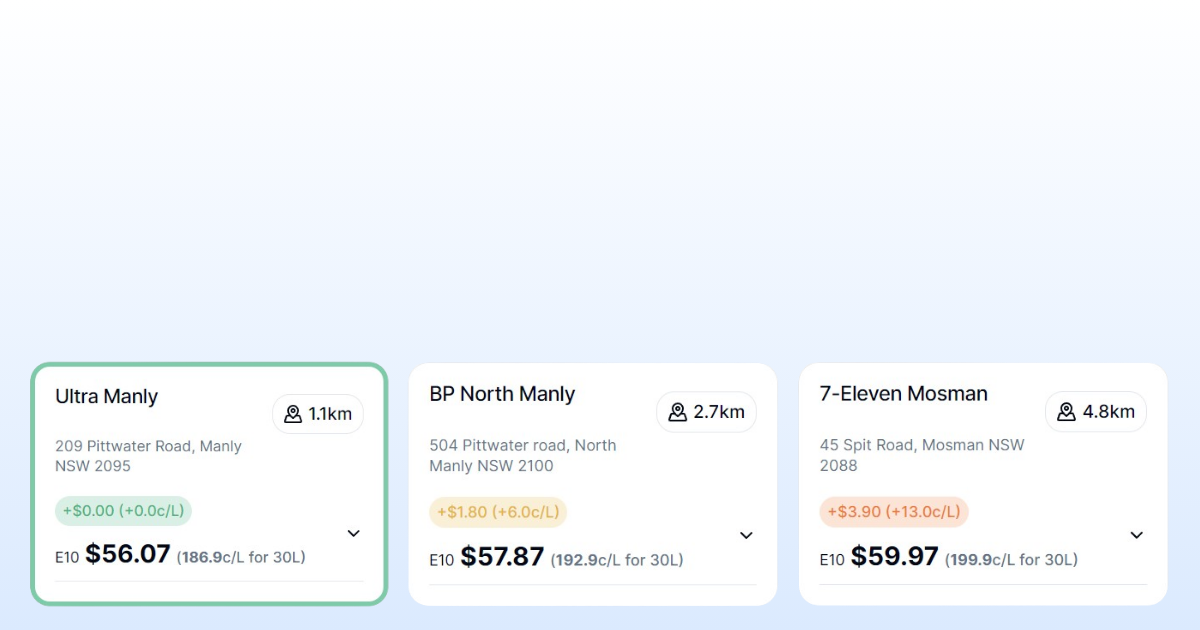 Ultra Manly
1.1km
209 Pittwater Road, Manly
NSW 2095
+$0.00 (+0.0c/L)
E10 $56.07 (186.9c/L for 30L)
BP North Manly
2.7km
504 Pittwater road, North
Manly NSW 2100
+$1.80 (+6.0c/L)
E10 $57.87 (192.9c/L for 30L)
7-Eleven Mosman
4.8km
45 Spit Road, Mosman NSW
2088
+$3.90 (+13.0c/L)
E10 $59.97 (199.9c/L for 30L)